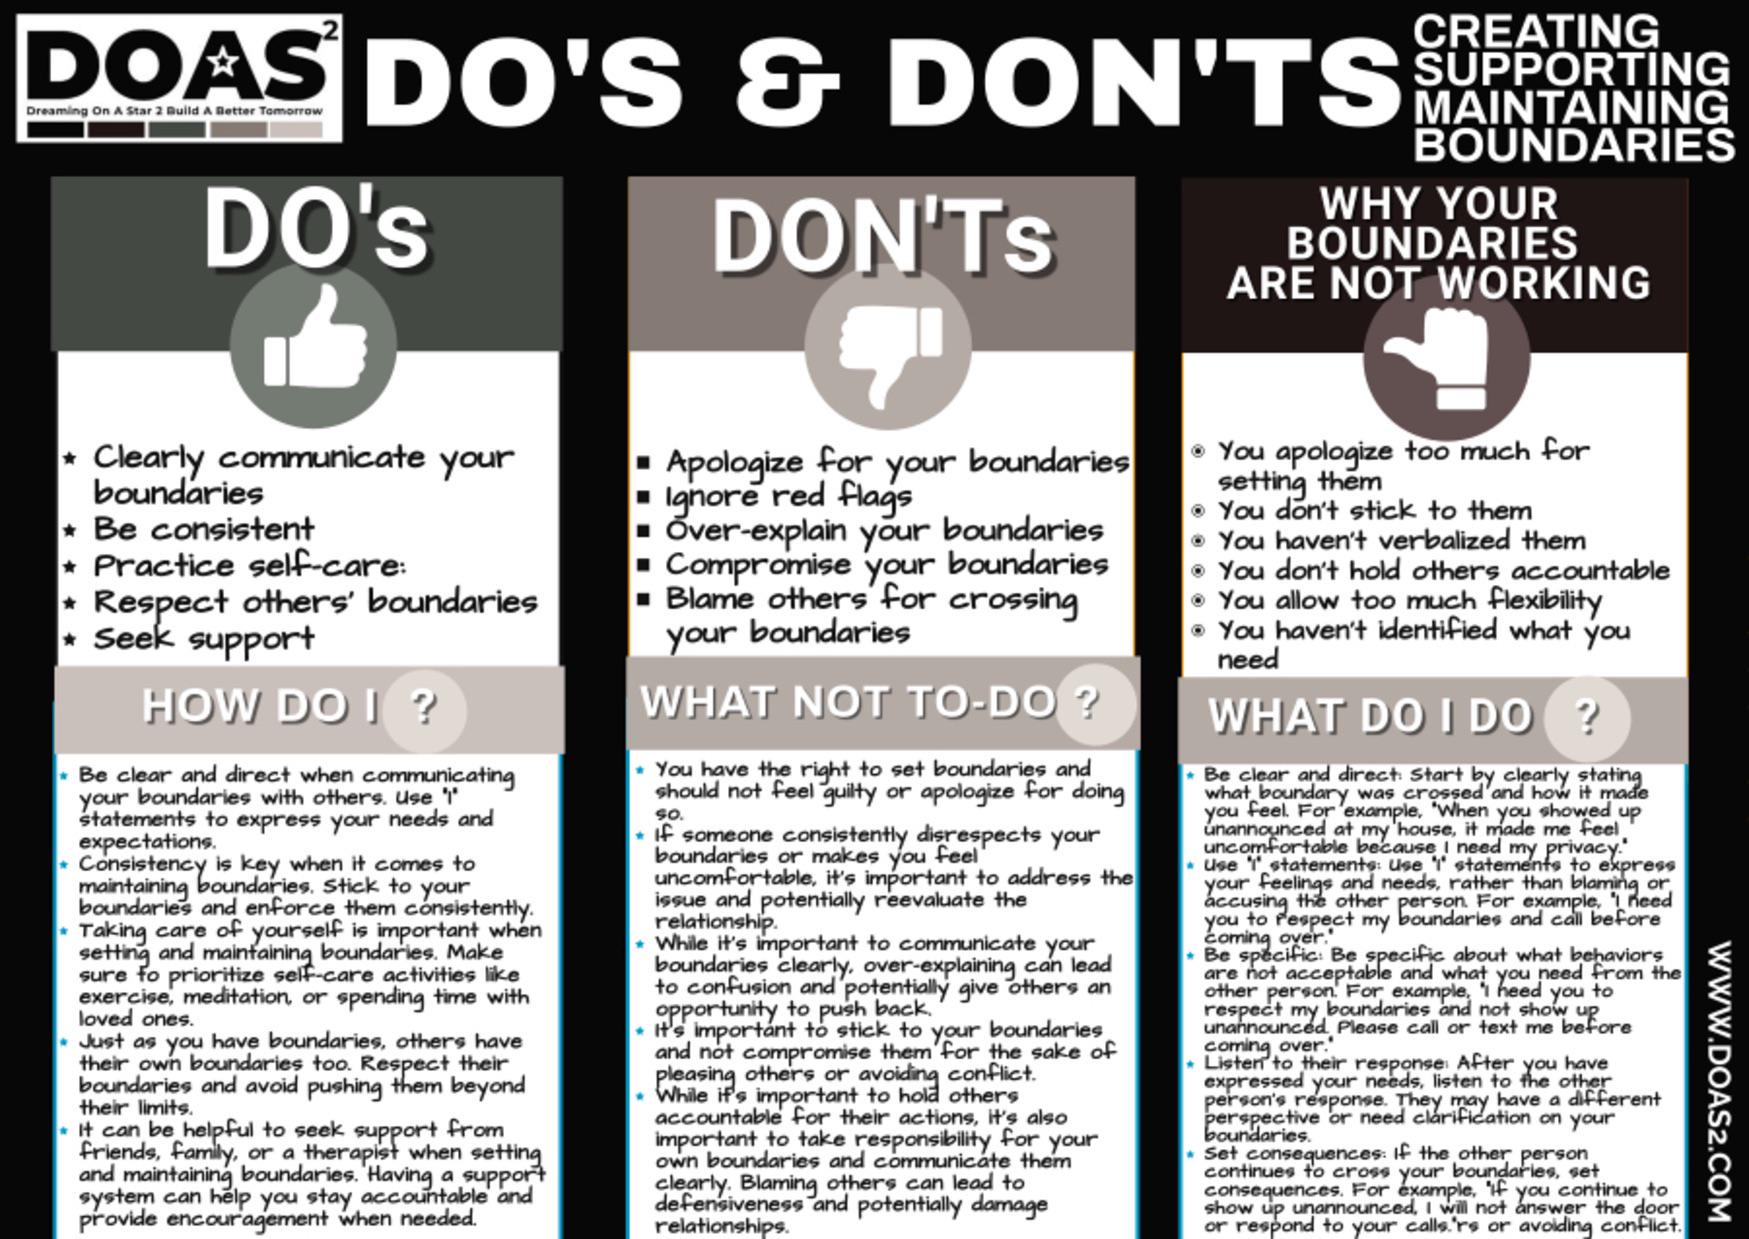 DOAS²
Dreaming On A Star 2 Build A Better Tomorrow
DO'S & DON'TS
CREATING
SUPPORTING
MAINTAINING
BOUNDARIES
DO's
Clearly communicate your
boundaries
Be consistent
Practice self-care:
Respect others' boundaries
Seek support
HOW DO I ?
Be clear and direct when communicating
your boundaries with others. Use "I"
statements to express your needs and
expectations.
Consistency is key when it comes to
maintaining boundaries. Stick to your
boundaries and enforce them consistently.
Taking care of yourself is important when
setting and maintaining boundaries. Make
sure to prioritize self-care activities like
exercise, meditation, or spending time with
loved ones.
Just as you have boundaries, others have
their own boundaries too. Respect their
boundaries and avoid pushing them beyond
their limits.
It can be helpful to seek support from
friends, family, or a therapist when setting
and maintaining boundaries. Having a support
system can help you stay accountable and
provide encouragement when needed.
DON'Ts
Apologize for your boundaries
Ignore red flags
Over-explain your boundaries
Compromise your boundaries
Blame others for crossing
your boundaries
WHAT NOT TO-DO ?
You have the right to set boundaries and
should not feel guilty or apologize for doing
so.
If someone consistently disrespects your
boundaries or makes you feel
uncomfortable, it's important to address the
issue and potentially reevaluate the
relationship.
While it's important to communicate your
boundaries clearly, over-explaining can lead
to confusion and potentially give others an
opportunity to push back.
It's important to stick to your boundaries
and not compromise them for the sake of
pleasing others or avoiding conflict.
While it's important to hold others
accountable for their actions, it's also
important to take responsibility for your
own boundaries and communicate them
clearly. Blaming others can lead to
defensiveness and potentially damage
relationships.
WHY YOUR
BOUNDARIES
ARE NOT WORKING
You apologize too much for
setting them
You don't stick to them
You haven't verbalized them
You don't hold others accountable
You allow too much flexibility
You haven't identified what you
need
WHAT DO I DO ?
Be clear and direct: Start by clearly stating
what boundary was crossed and how it made
you feel. For example, "When you showed up
unannounced at my house, it made me feel
uncomfortable because I need my privacy."
Use "I" statements: Use "I" statements to express
your feelings and needs, rather than blaming or
accusing the other person. For example, "I need
you to respect my boundaries and call before
coming over."
Be specific: Be specific about what behaviors
are not acceptable and what you need from the
other person. For example, "I need you to
respect my boundaries and not show up
unannounced. Please call or text me before
coming over."
Listen to their response: After you have
expressed your needs, listen to the other
person's response. They may have a different
perspective or need clarification on your
boundaries.
Set consequences: If the other person
continues to cross your boundaries, set
consequences. For example, "If you continue to
show up unannounced, I will not answer the door
or respond to your calls."rs or avoiding conflict.
WWW.DOAS2.COM